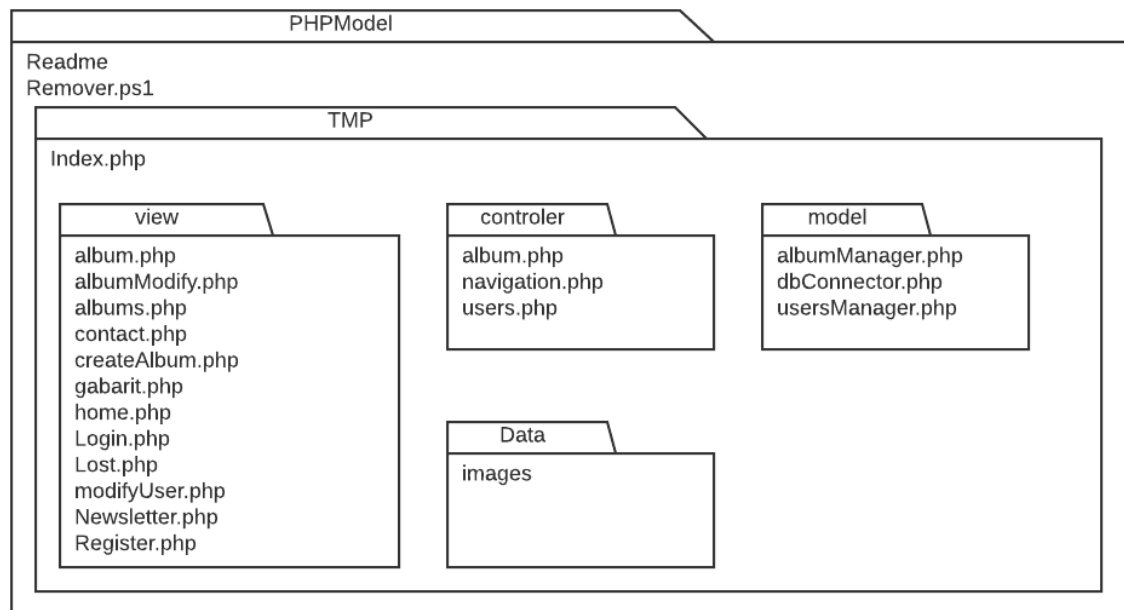 PHPModel
Readme
Remover.ps1
TMP
Index.php
view
album.php
albumModify.php
albums.php
contact.php
createAlbum.php
gabarit.php
home.php
Login.php
Lost.php
modifyUser.php
Newsletter.php
Register.php
controler
album.php
navigation.php
users.php
model
albumManager.php
dbConnector.php
usersManager.php
Data
images